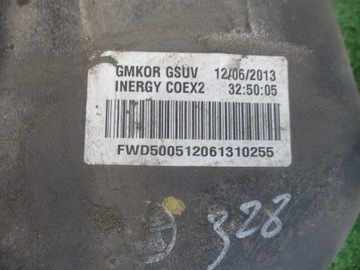 GMKOR GSUV 12/06/2013
INERGY COEX2 32:50:05
FWD500512061310255
328